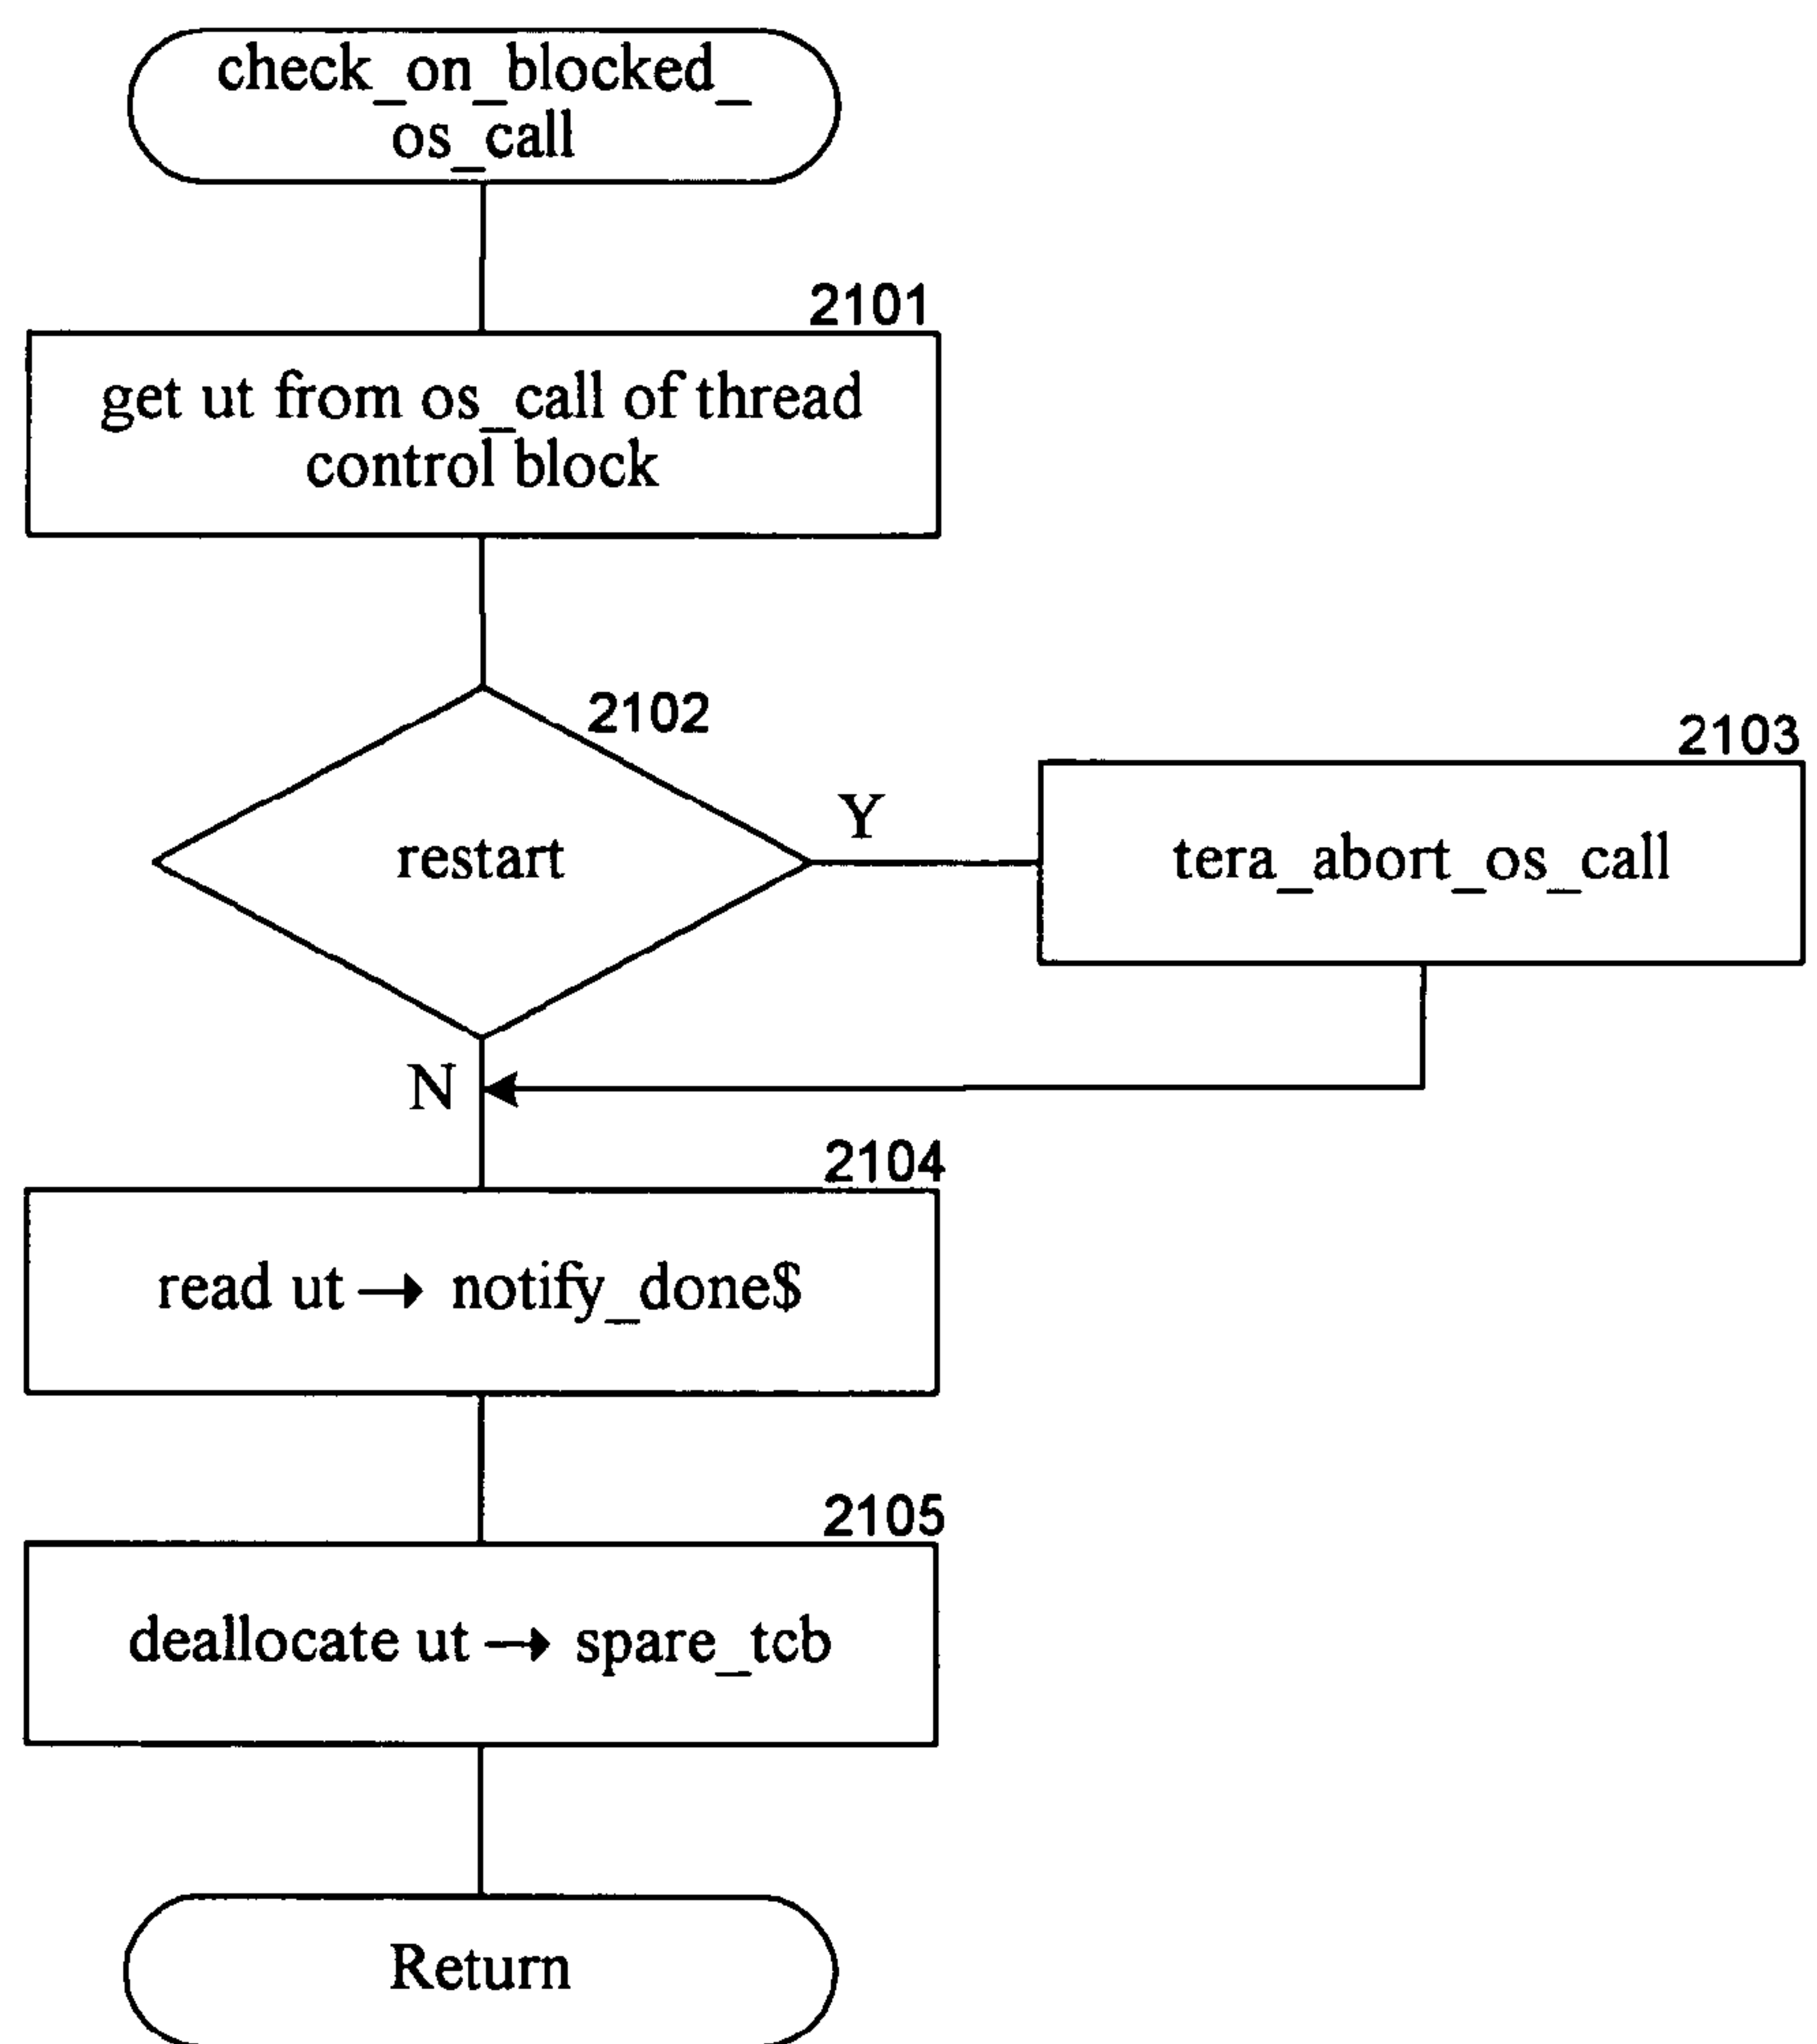 check_on_blocked_
os_call
2101
get ut from os_call of thread
control block
2102
restart
Y
2103
tera_abort_os_call
N
2104
read ut → notify_done$
2105
deallocate ut → spare_tcb
Return